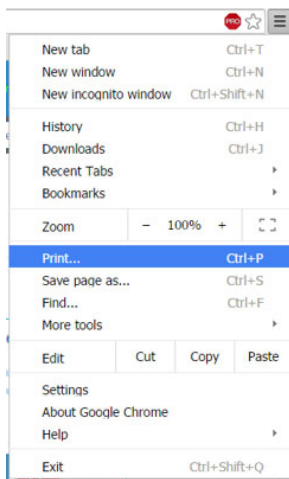 PRO
New tab Ctrl+T
New window Ctrl+N
New incognito window Ctrl+Shift+N
History Ctrl+H
Downloads Ctrl+J
Recent Tabs
Bookmarks
Zoom − 100% +
Print... Ctrl+P
Save page as... Ctrl+S
Find... Ctrl+F
More tools
Edit Cut Copy Paste
Settings
About Google Chrome
Help
Exit Ctrl+Shift+Q